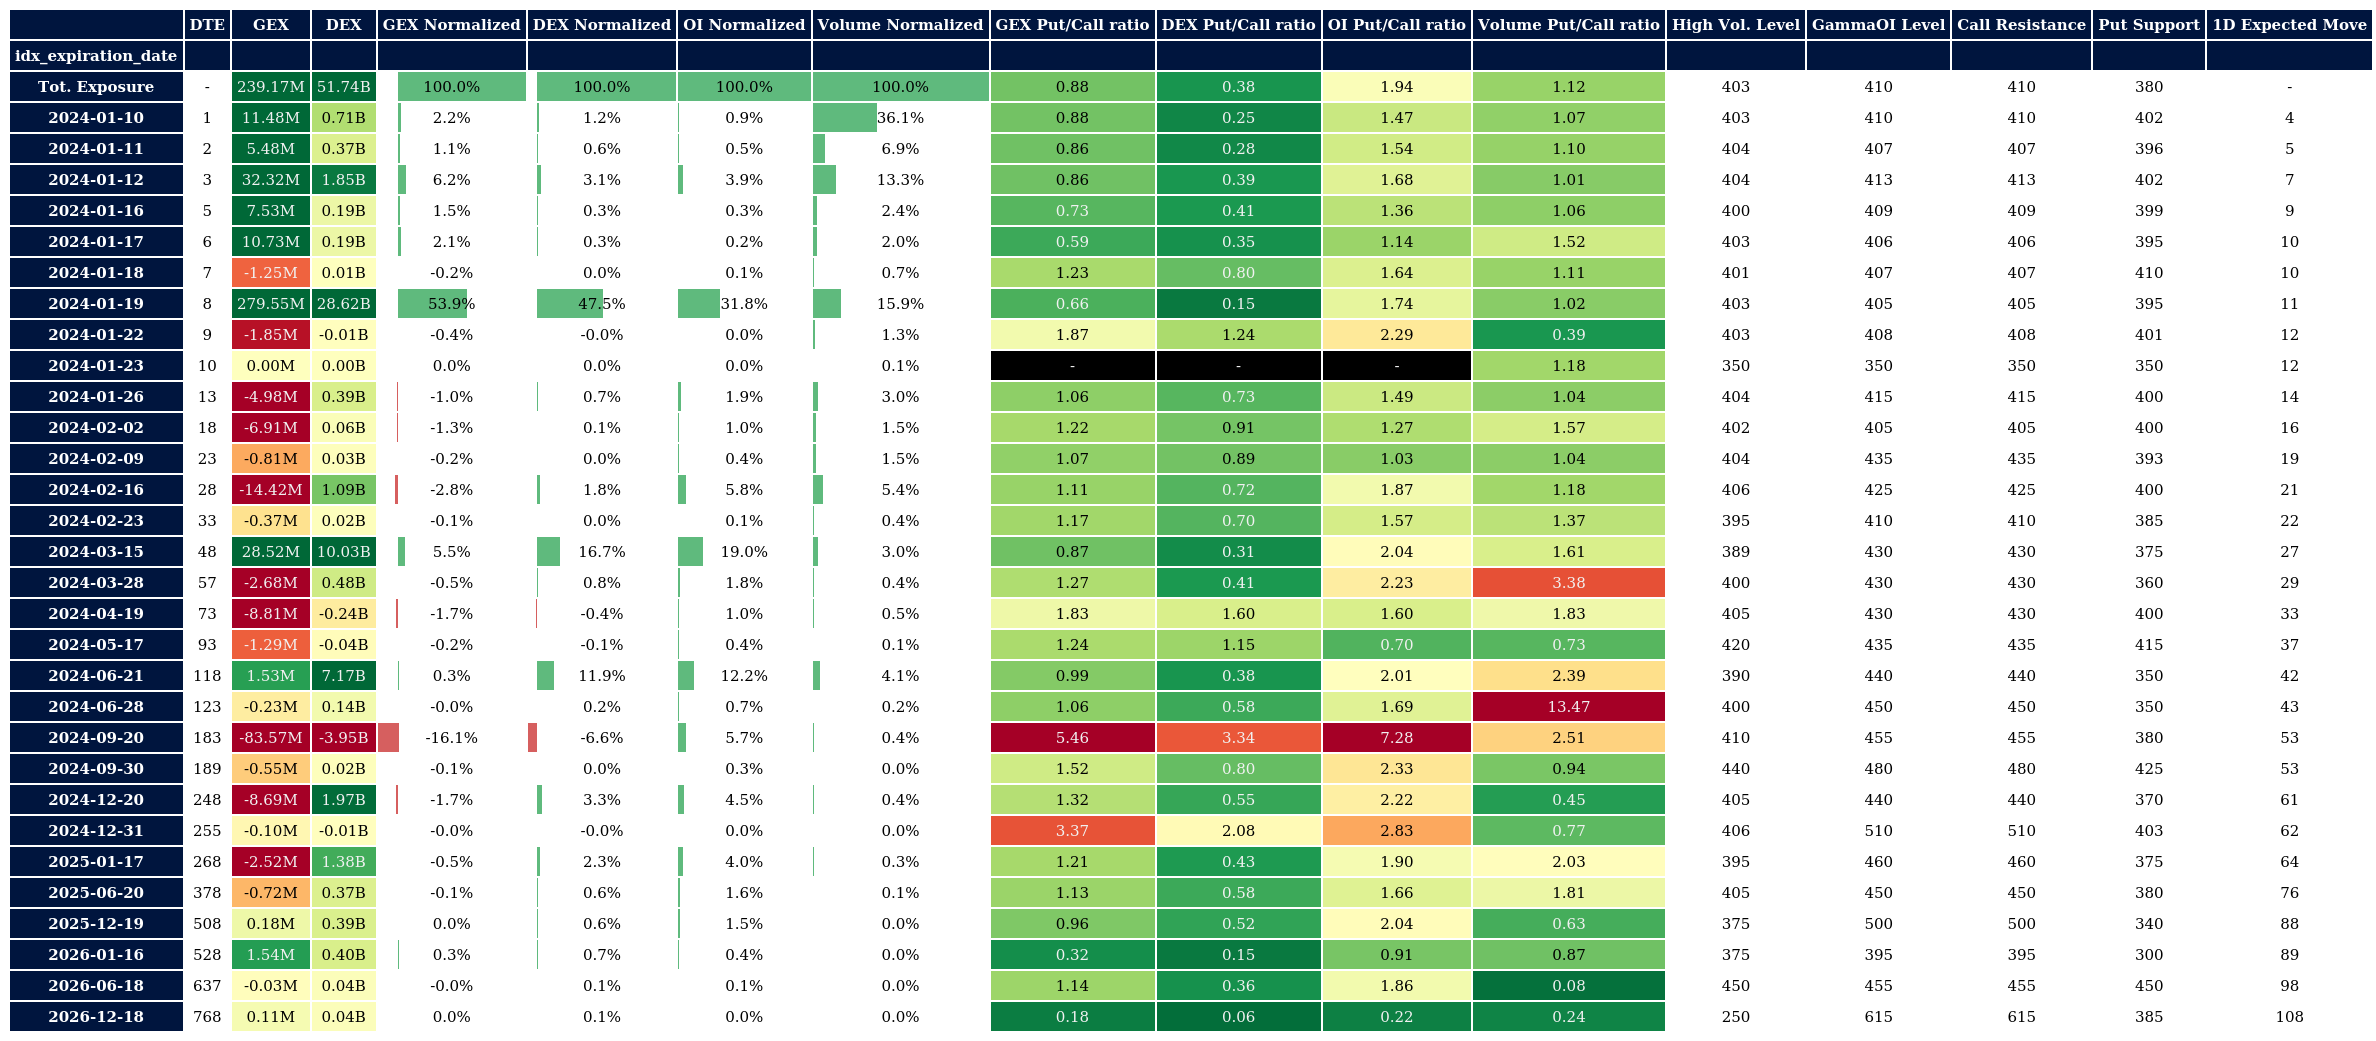 DTE GEX DEX GEX Normalized DEX Normalized OI Normalized Volume Normalized GEX Put/Call ratio DEX Put/Call ratio OI Put/Call ratio Volume Put/Call ratio High Vol. Level GammaOI Level Call Resistance Put Support 1D Expected Move
idx_expiration_date
Tot. Exposure - 239.17M 51.74B 100.0% 100.0% 100.0% 100.0% 0.88 0.38 1.94 1.12 403 410 410 380 -
2024-01-10 1 11.48M 0.71B 2.2% 1.2% 0.9% 36.1% 0.88 0.25 1.47 1.07 403 410 410 402 4
2024-01-11 2 5.48M 0.37B 1.1% 0.6% 0.5% 6.9% 0.86 0.28 1.54 1.10 404 407 407 396 5
2024-01-12 3 32.32M 1.85B 6.2% 3.1% 3.9% 13.3% 0.86 0.39 1.68 1.01 404 413 413 402 7
2024-01-16 5 7.53M 0.19B 1.5% 0.3% 0.3% 2.4% 0.73 0.41 1.36 1.06 400 409 409 399 9
2024-01-17 6 10.73M 0.19B 2.1% 0.3% 0.2% 2.0% 0.59 0.35 1.14 1.52 403 406 406 395 10
2024-01-18 7 -1.25M 0.01B -0.2% 0.0% 0.1% 0.7% 1.23 0.80 1.64 1.11 401 407 407 410 10
2024-01-19 8 279.55M 28.62B 53.9% 47.5% 31.8% 15.9% 0.66 0.15 1.74 1.02 403 405 405 395 11
2024-01-22 9 -1.85M -0.01B -0.4% -0.0% 0.0% 1.3% 1.87 1.24 2.29 0.39 403 408 408 401 12
2024-01-23 10 0.00M 0.00B 0.0% 0.0% 0.0% 0.1% - - - 1.18 350 350 350 350 12
2024-01-26 13 -4.98M 0.39B -1.0% 0.7% 1.9% 3.0% 1.06 0.73 1.49 1.04 404 415 415 400 14
2024-02-02 18 -6.91M 0.06B -1.3% 0.1% 1.0% 1.5% 1.22 0.91 1.27 1.57 402 405 405 400 16
2024-02-09 23 -0.81M 0.03B -0.2% 0.0% 0.4% 1.5% 1.07 0.89 1.03 1.04 404 435 435 393 19
2024-02-16 28 -14.42M 1.09B -2.8% 1.8% 5.8% 5.4% 1.11 0.72 1.87 1.18 406 425 425 400 21
2024-02-23 33 -0.37M 0.02B -0.1% 0.0% 0.1% 0.4% 1.17 0.70 1.57 1.37 395 410 410 385 22
2024-03-15 48 28.52M 10.03B 5.5% 16.7% 19.0% 3.0% 0.87 0.31 2.04 1.61 389 430 430 375 27
2024-03-28 57 -2.68M 0.48B -0.5% 0.8% 1.8% 0.4% 1.27 0.41 2.23 3.38 400 430 430 360 29
2024-04-19 73 -8.81M -0.24B -1.7% -0.4% 1.0% 0.5% 1.83 1.60 1.60 1.83 405 430 430 400 33
2024-05-17 93 -1.29M -0.04B -0.2% -0.1% 0.4% 0.1% 1.24 1.15 0.70 0.73 420 435 435 415 37
2024-06-21 118 1.53M 7.17B 0.3% 11.9% 12.2% 4.1% 0.99 0.38 2.01 2.39 390 440 440 350 42
2024-06-28 123 -0.23M 0.14B -0.0% 0.2% 0.7% 0.2% 1.06 0.58 1.69 13.47 400 450 450 350 43
2024-09-20 183 -83.57M -3.95B -16.1% -6.6% 5.7% 0.4% 5.46 3.34 7.28 2.51 410 455 455 380 53
2024-09-30 189 -0.55M 0.02B -0.1% 0.0% 0.3% 0.0% 1.52 0.80 2.33 0.94 440 480 480 425 53
2024-12-20 248 -8.69M 1.97B -1.7% 3.3% 4.5% 0.4% 1.32 0.55 2.22 0.45 405 440 440 370 61
2024-12-31 255 -0.10M -0.01B -0.0% -0.0% 0.0% 0.0% 3.37 2.08 2.83 0.77 406 510 510 403 62
2025-01-17 268 -2.52M 1.38B -0.5% 2.3% 4.0% 0.3% 1.21 0.43 1.90 2.03 395 460 460 375 64
2025-06-20 378 -0.72M 0.37B -0.1% 0.6% 1.6% 0.1% 1.13 0.58 1.66 1.81 405 450 450 380 76
2025-12-19 508 0.18M 0.39B 0.0% 0.6% 1.5% 0.0% 0.96 0.52 2.04 0.63 375 500 500 340 88
2026-01-16 528 1.54M 0.40B 0.3% 0.7% 0.4% 0.0% 0.32 0.15 0.91 0.87 375 395 395 300 89
2026-06-18 637 -0.03M 0.04B -0.0% 0.1% 0.1% 0.0% 1.14 0.36 1.86 0.08 450 455 455 450 98
2026-12-18 768 0.11M 0.04B 0.0% 0.1% 0.0% 0.0% 0.18 0.06 0.22 0.24 250 615 615 385 108